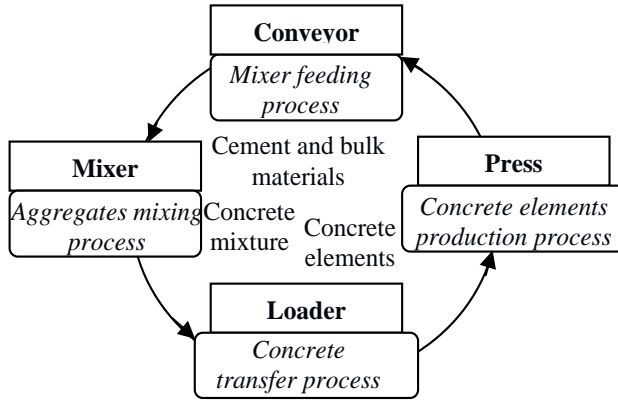 Conveyor
Mixer feeding
process
Cement and bulk
materials
Mixer
Aggregates mixing
process
Concrete
mixture
Concrete
elements
Press
Concrete elements
production process
Loader
Concrete
transfer process